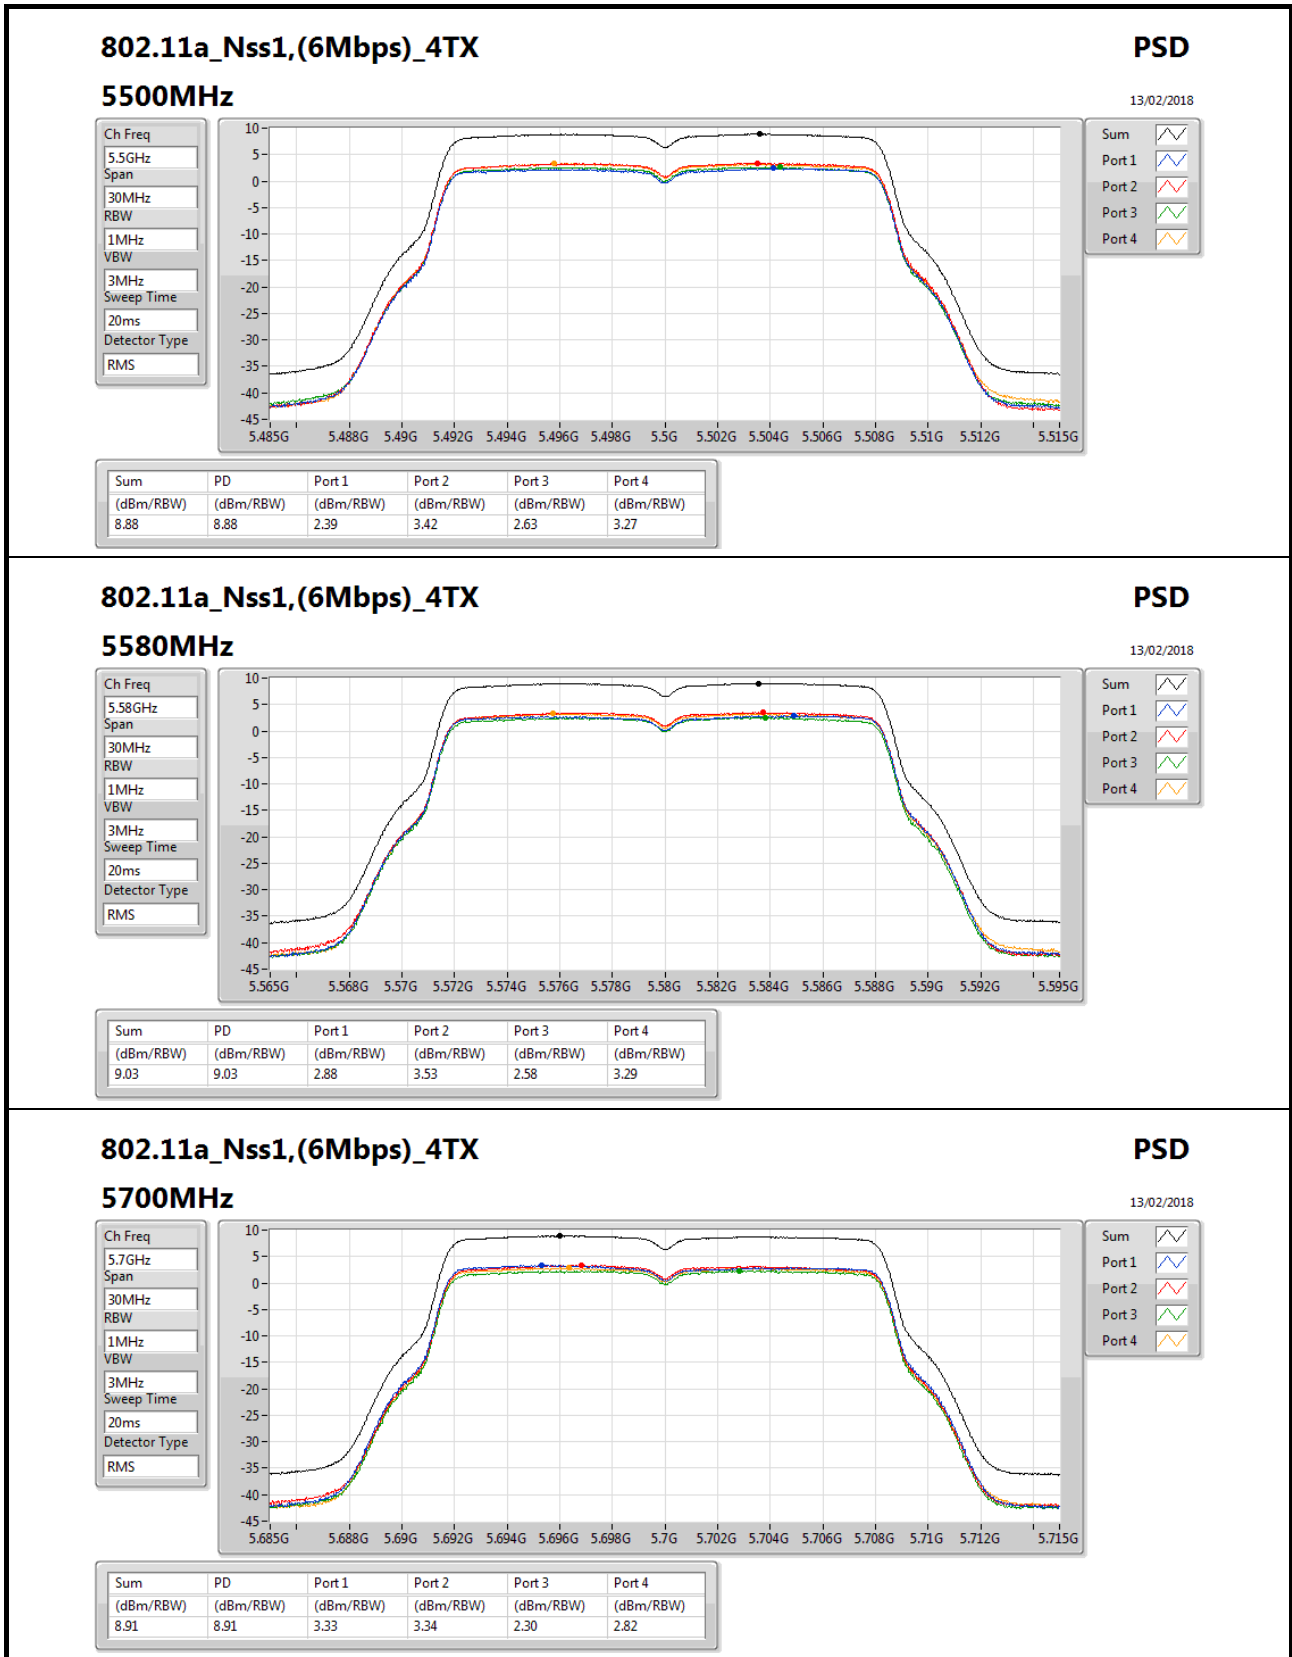 802.11a_Nss1,(6Mbps)_4TX PSD
5500MHz 13/02/2018
Ch Freq
5.5GHz
Span
30MHz
RBW
1MHz
VBW
3MHz
Sweep Time
20ms
Detector Type
RMS
10
5
0
-5
-10
-15
-20
-25
-30
-35
-40
-45
5.485G 5.488G 5.49G 5.492G 5.494G 5.496G 5.498G 5.5G 5.502G 5.504G 5.506G 5.508G 5.51G 5.512G 5.515G
Sum
Port 1
Port 2
Port 3
Port 4
Sum PD Port 1 Port 2 Port 3 Port 4
(dBm/RBW) (dBm/RBW) (dBm/RBW) (dBm/RBW) (dBm/RBW) (dBm/RBW)
8.88 8.88 2.39 3.42 2.63 3.27
802.11a_Nss1,(6Mbps)_4TX PSD
5580MHz 13/02/2018
Ch Freq
5.58GHz
Span
30MHz
RBW
1MHz
VBW
3MHz
Sweep Time
20ms
Detector Type
RMS
10
5
0
-5
-10
-15
-20
-25
-30
-35
-40
-45
5.565G 5.568G 5.57G 5.572G 5.574G 5.576G 5.578G 5.58G 5.582G 5.584G 5.586G 5.588G 5.59G 5.592G 5.595G
Sum
Port 1
Port 2
Port 3
Port 4
Sum PD Port 1 Port 2 Port 3 Port 4
(dBm/RBW) (dBm/RBW) (dBm/RBW) (dBm/RBW) (dBm/RBW) (dBm/RBW)
9.03 9.03 2.88 3.53 2.58 3.29
802.11a_Nss1,(6Mbps)_4TX PSD
5700MHz 13/02/2018
Ch Freq
5.7GHz
Span
30MHz
RBW
1MHz
VBW
3MHz
Sweep Time
20ms
Detector Type
RMS
10
5
0
-5
-10
-15
-20
-25
-30
-35
-40
-45
5.685G 5.688G 5.69G 5.692G 5.694G 5.696G 5.698G 5.7G 5.702G 5.704G 5.706G 5.708G 5.71G 5.712G 5.715G
Sum
Port 1
Port 2
Port 3
Port 4
Sum PD Port 1 Port 2 Port 3 Port 4
(dBm/RBW) (dBm/RBW) (dBm/RBW) (dBm/RBW) (dBm/RBW) (dBm/RBW)
8.91 8.91 3.33 3.34 2.30 2.82